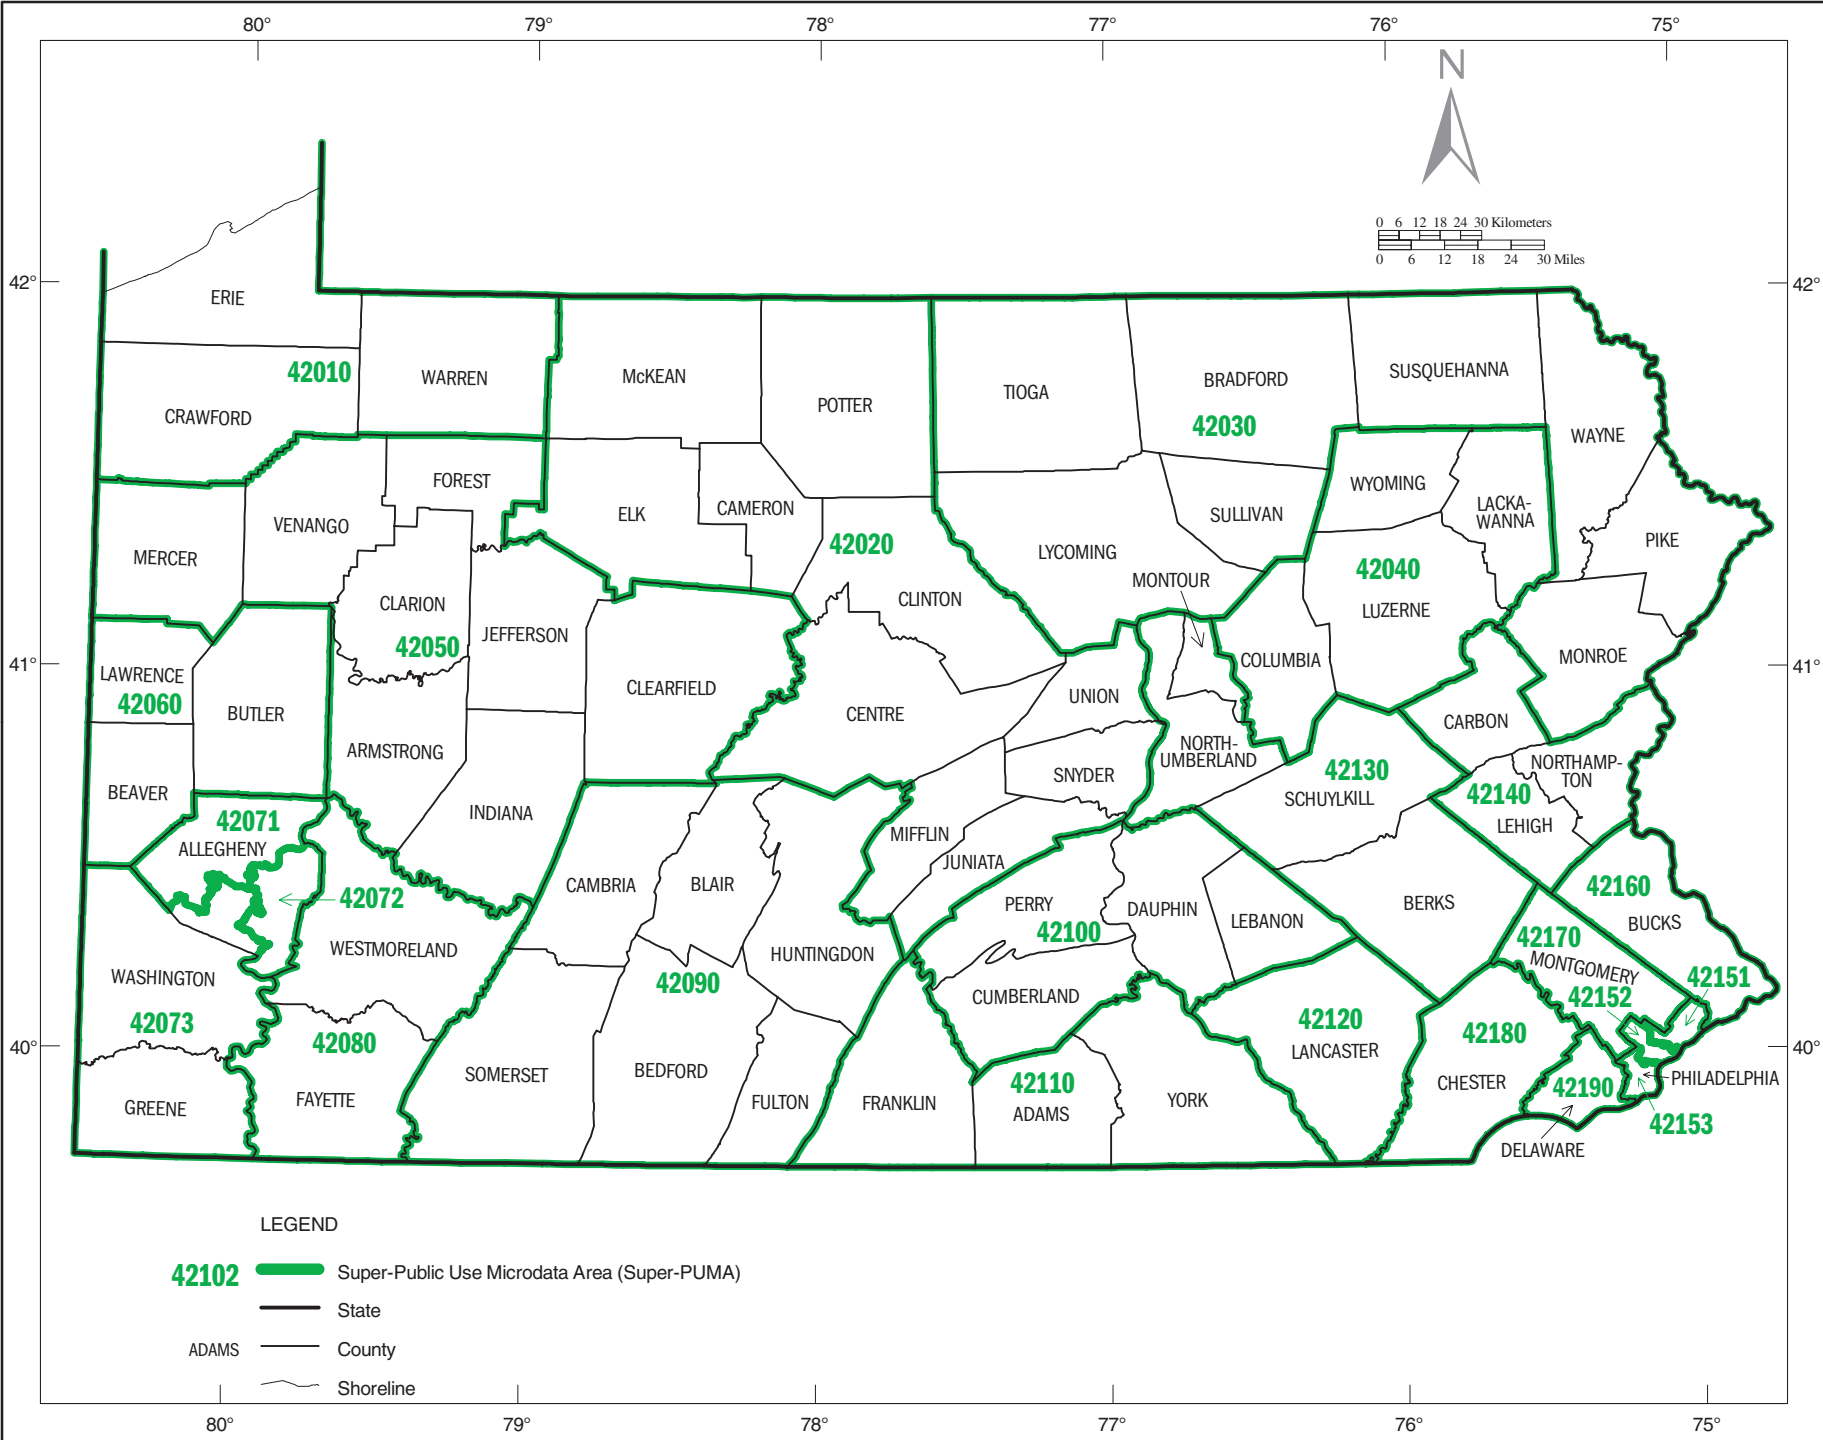 80°
79°
78°
77°
76°
75°
N
0 6 12 18 24 30 Kilometers
0 6 12 18 24 30 Miles
42°
42°
ERIE
42010
WARREN
McKEAN
POTTER
TIOGA
BRADFORD
SUSQUEHANNA
CRAWFORD
42030
WAYNE
FOREST
WYOMING
VENANGO
ELK
CAMERON
SULLIVAN
LACKA-
WANNA
MERCER
42020
LYCOMING
PIKE
42040
MONTOUR
CLARION
CLINTON
LUZERNE
JEFFERSON
42050
41°
41°
LAWRENCE
COLUMBIA
MONROE
42060
CLEARFIELD
UNION
BUTLER
CENTRE
CARBON
ARMSTRONG
NORTH-
UMBERLAND
SNYDER
42130
NORTHAMP-
TON
BEAVER
42140
SCHUYLKILL
INDIANA
42071
LEHIGH
ALLEGHENY
MIFFLIN
JUNIATA
CAMBRIA
BLAIR
42160
42072
PERRY
DAUPHIN
BERKS
LEBANON
BUCKS
42100
42170
WESTMORELAND
HUNTINGDON
MONTGOMERY
WASHINGTON
42090
42151
CUMBERLAND
42152
42073
42120
42180
40°
42080
40°
LANCASTER
SOMERSET
BEDFORD
42110
CHESTER
42190
PHILADELPHIA
GREENE
FAYETTE
FULTON
FRANKLIN
ADAMS
YORK
42153
DELAWARE
LEGEND
42102 Super-Public Use Microdata Area (Super-PUMA)
State
ADAMS County
Shoreline
80°
79°
78°
77°
76°
75°